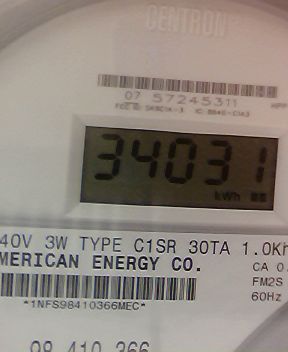 CENTRON
07 57245311
34031
kWh
40V 3W TYPE C1SR 30TA 1.0Kh
MERICAN ENERGY CO.
CA 0.
FM2S
60Hz
*1NFS98410366MEC*
98 410 366